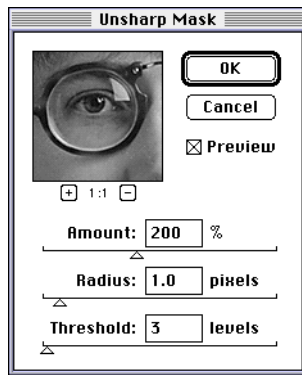 Unsharp Mask
OK
Cancel
Preview
+ 1:1 −
Amount: 200 %
Radius: 1.0 pixels
Threshold: 3 levels